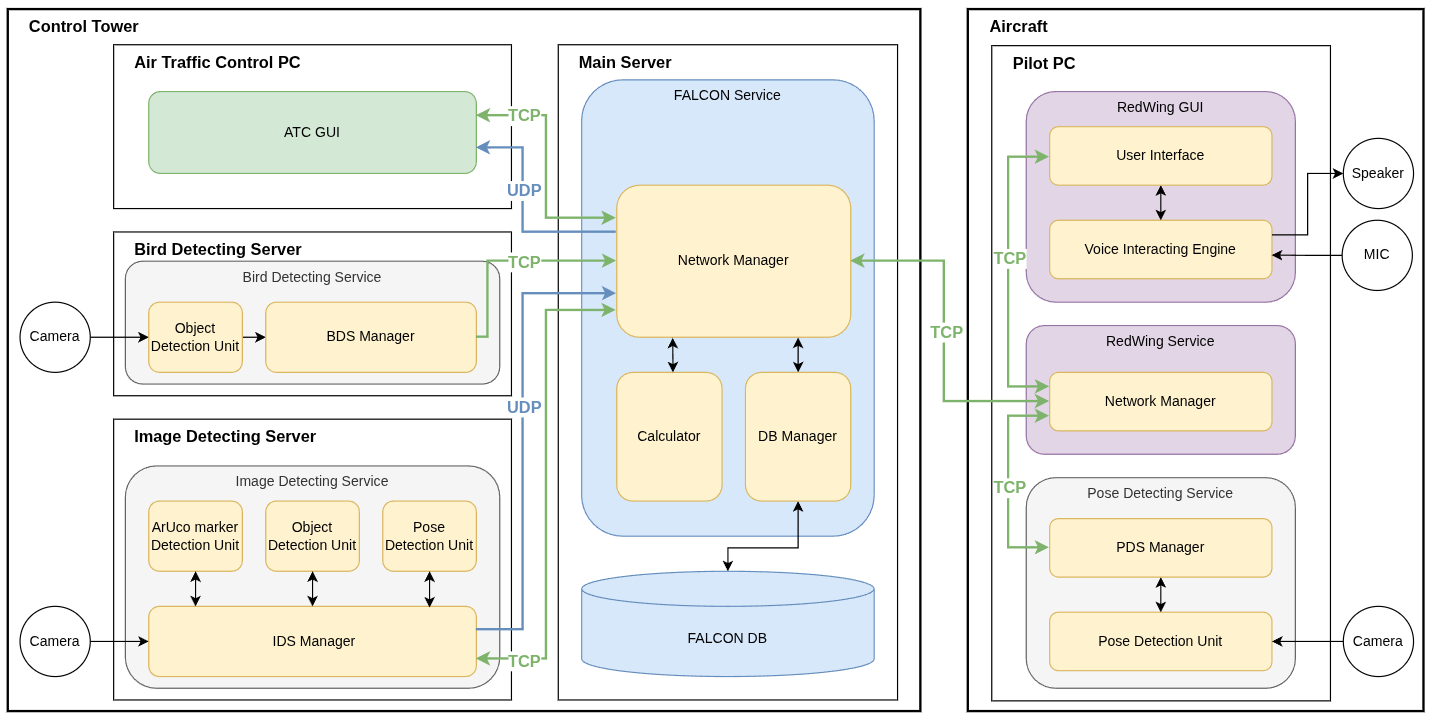 Control Tower
Air Traffic Control PC
ATC GUI
TCP
UDP
Bird Detecting Server
Bird Detecting Service
Camera
Object
Detection Unit
BDS Manager
TCP
UDP
Image Detecting Server
Image Detecting Service
ArUco marker
Detection Unit
Object
Detection Unit
Pose
Detection Unit
Camera
IDS Manager
TCP
Main Server
FALCON Service
Network Manager
Calculator
DB Manager
FALCON DB
TCP
Aircraft
Pilot PC
RedWing GUI
User Interface
Voice Interacting Engine
Speaker
MIC
TCP
RedWing Service
Network Manager
TCP
Pose Detecting Service
PDS Manager
Pose Detection Unit
Camera